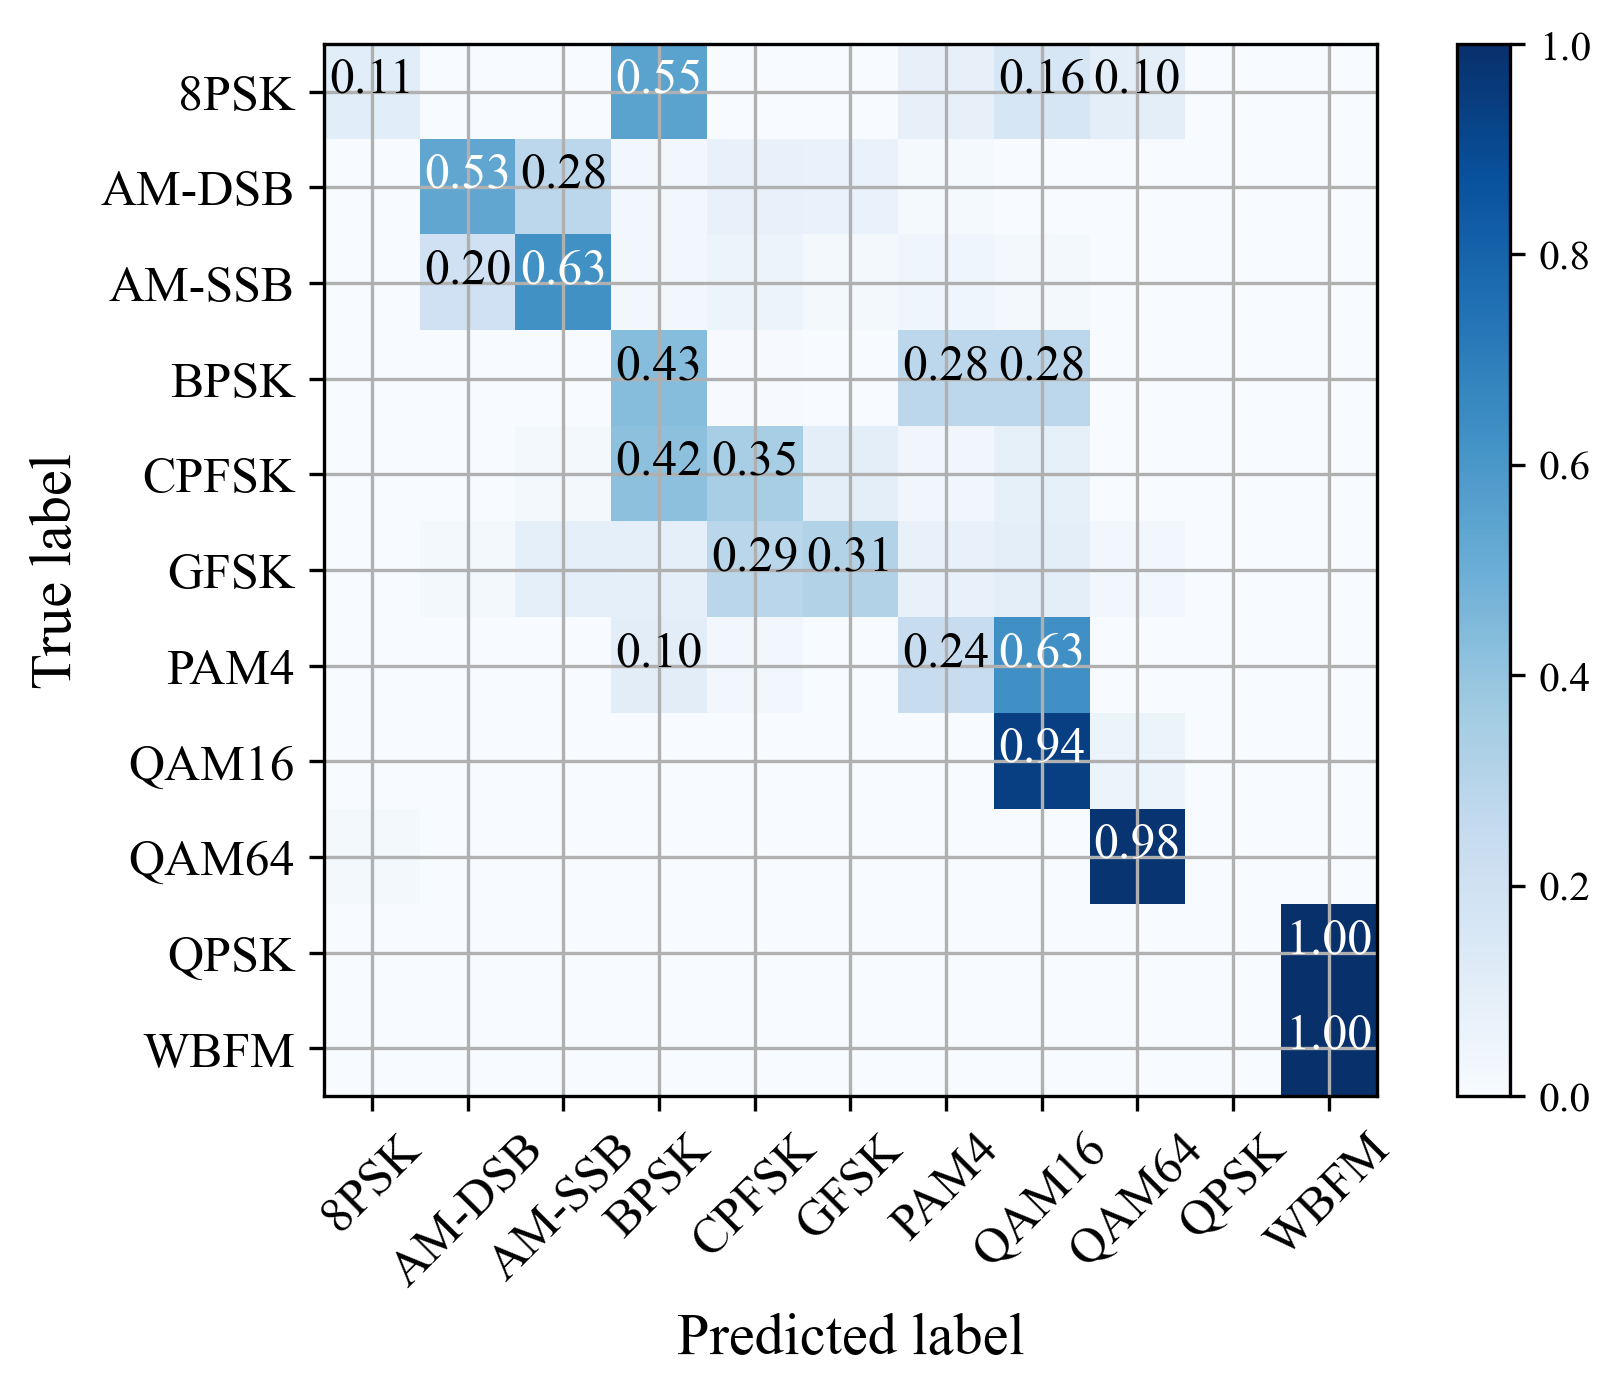 8PSK 0.11 0.55 0.16 0.10
AM-DSB 0.53 0.28
AM-SSB 0.20 0.63
BPSK 0.43 0.28 0.28
CPFSK 0.42 0.35
GFSK 0.29 0.31
PAM4 0.10 0.24 0.63
QAM16 0.94
QAM64 0.98
QPSK 1.00
WBFM 1.00
True label
8PSK AM-DSB AM-SSB BPSK CPFSK GFSK PAM4 QAM16 QAM64 QPSK WBFM
Predicted label
1.0
0.8
0.6
0.4
0.2
0.0